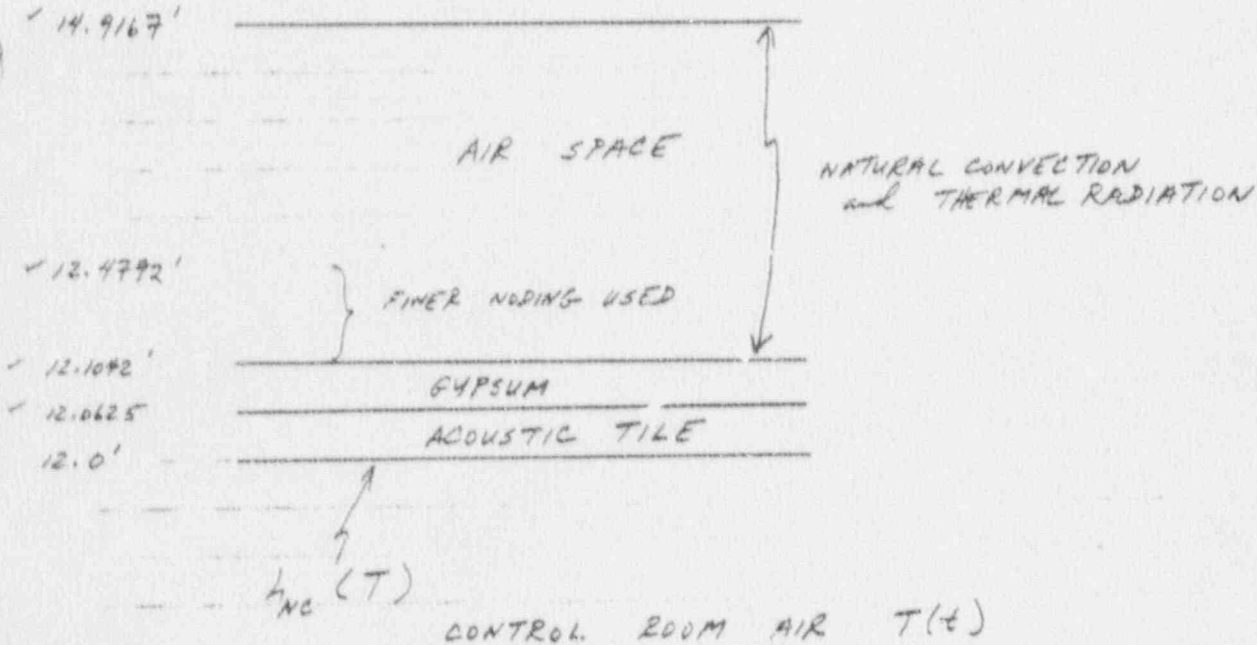 ✓ 14.9167'
AIR SPACE
NATURAL CONVECTION
and THERMAL RADIATION
✓ 12.4792'
FINER NODING USED
✓ 12.1042'
GYPSUM
✓ 12.0625
ACOUSTIC TILE
12.0'
h_NC (T)
CONTROL ROOM AIR T(t)